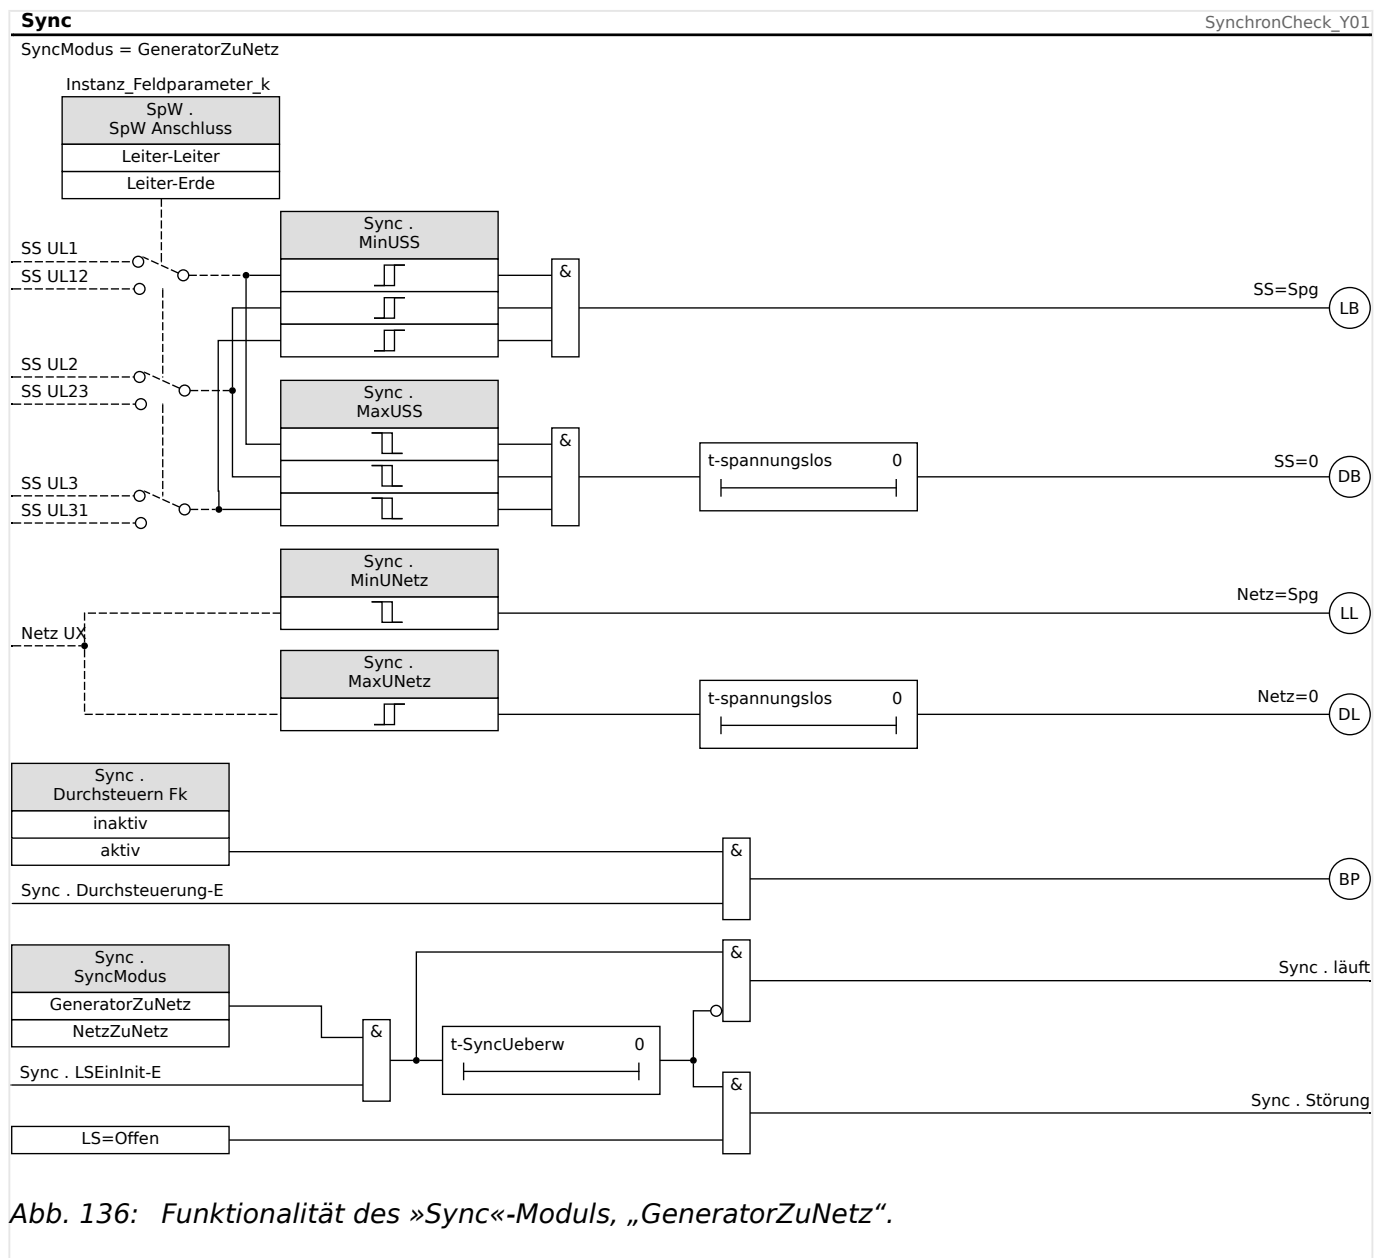 Sync
SynchronCheck_Y01
SyncModus = GeneratorZuNetz
Instanz_Feldparameter_k
SpW .
SpW Anschluss
Leiter-Leiter
Leiter-Erde
Sync .
MinUSS
SS UL1
SS UL12
&
SS=Spg
LB
SS UL2
SS UL23
Sync .
MaxUSS
&
t-spannungslos 0
SS=0
DB
SS UL3
SS UL31
Sync .
MinUNetz
Netz=Spg
LL
Netz UX
Sync .
MaxUNetz
t-spannungslos 0
Netz=0
DL
Sync .
Durchsteuern Fk
inaktiv
aktiv
&
BP
Sync . Durchsteuerung-E
Sync .
SyncModus
GeneratorZuNetz
NetzZuNetz
&
Sync . läuft
&
t-SyncUeberw 0
Sync . LSEinInit-E
&
Sync . Störung
LS=Offen
Abb. 136: Funktionalität des »Sync«-Moduls, „GeneratorZuNetz“.